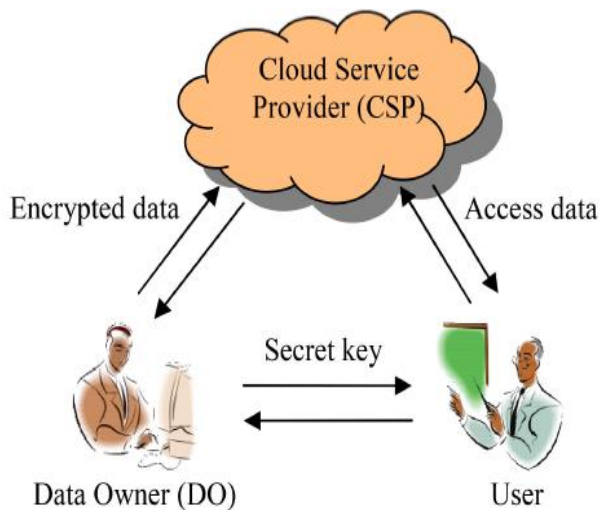 Cloud Service
Provider (CSP)
Encrypted data
Access data
Secret key
Data Owner (DO)
User